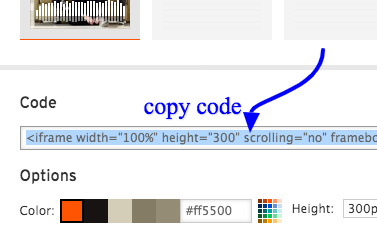 Code
copy code
<iframe width="100%" height="300" scrolling="no" framebo
Options
Color: #ff5500 Height: 300p